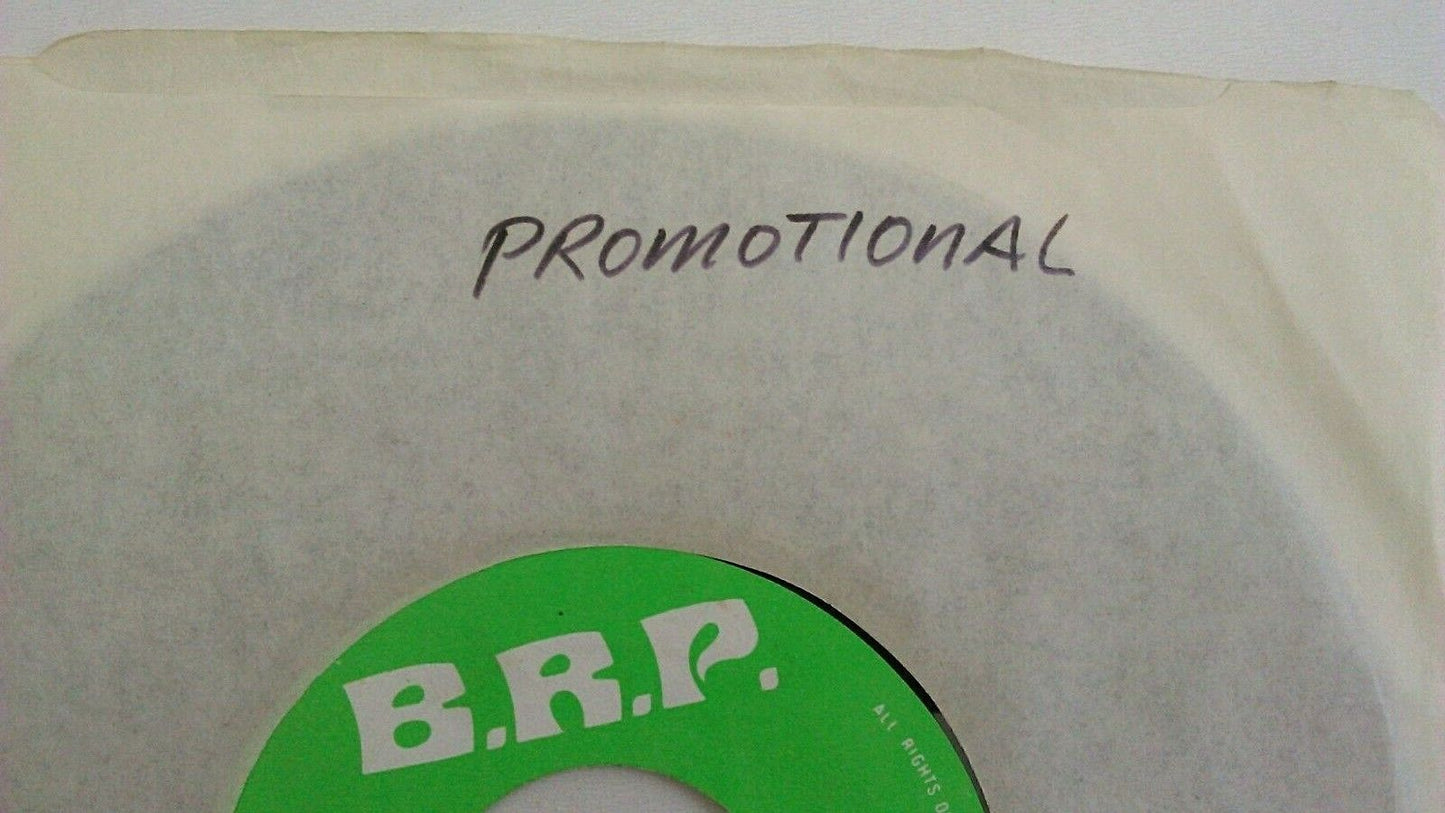 PROMOTIONAL
B.R.P.
ALL RIGHTS O